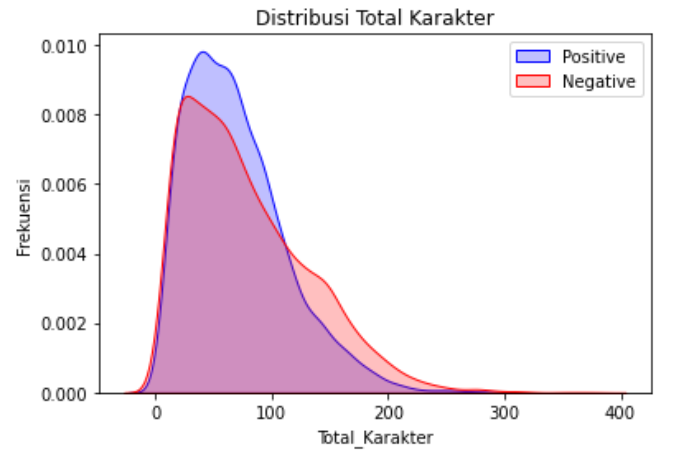 Distribusi Total Karakter
Positive
Negative
Frekuensi
0.010
0.008
0.006
0.004
0.002
0.000
0 100 200 300 400
Total_Karakter